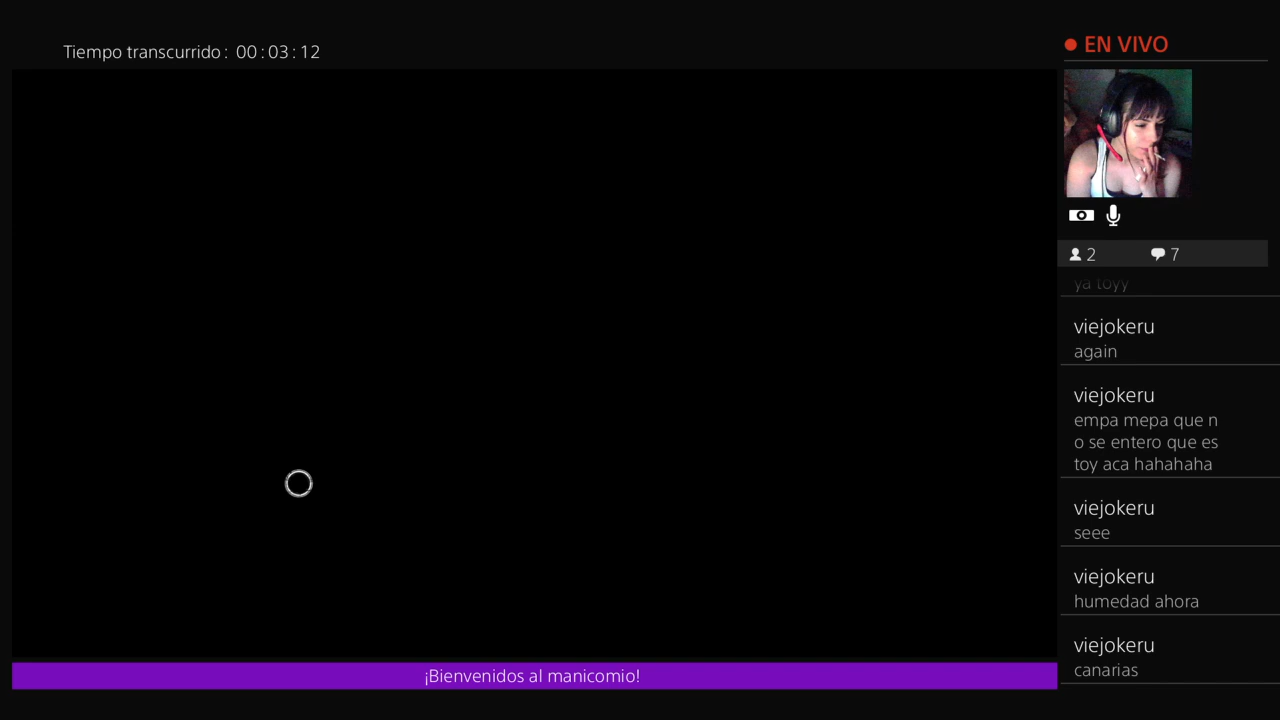 Tiempo transcurrido : 00 : 03 : 12
EN VIVO
2
7
ya toyy
viejokeru
again
viejokeru
empa mepa que n
o se entero que es
toy aca hahahaha
viejokeru
seee
viejokeru
humedad ahora
viejokeru
canarias
¡Bienvenidos al manicomio!